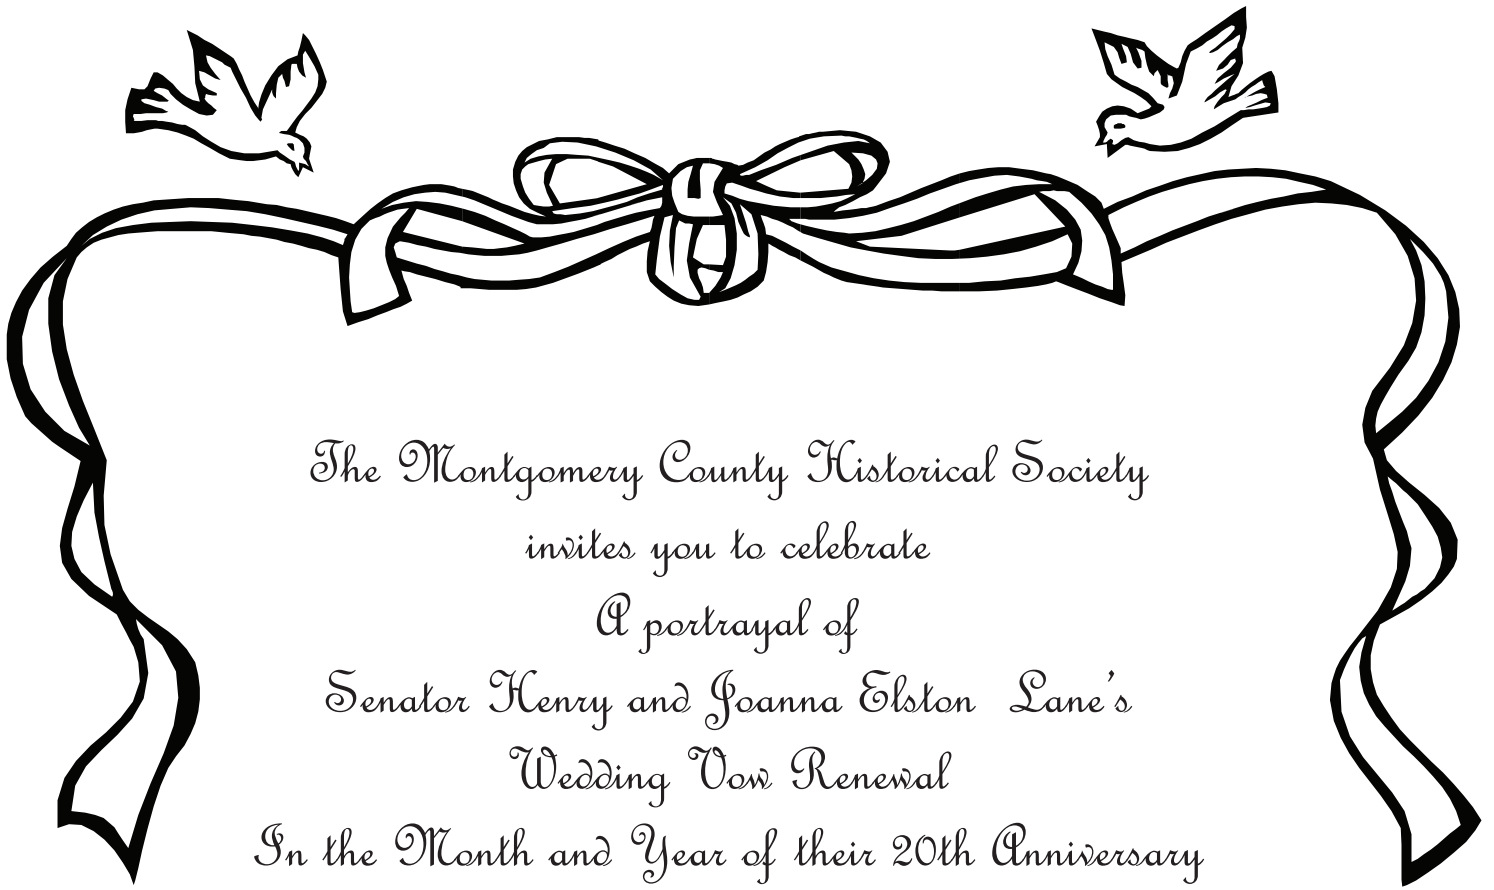 The Montgomery County Historical Society
invites you to celebrate
A portrayal of
Senator Henry and Joanna Elston Lane's
Wedding Vow Renewal
In the Month and Year of their 20th Anniversary